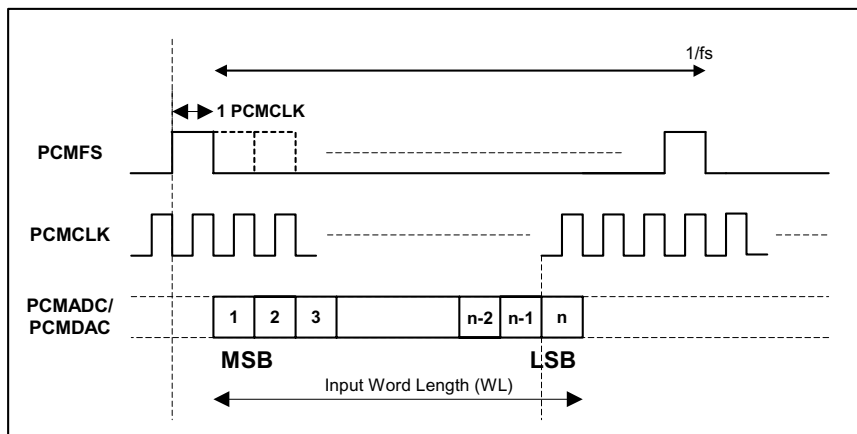 1/fs
1 PCMCLK
PCMFS
PCMCLK
PCMADC/
PCMDAC
1 2 3 n-2 n-1 n
MSB LSB
Input Word Length (WL)